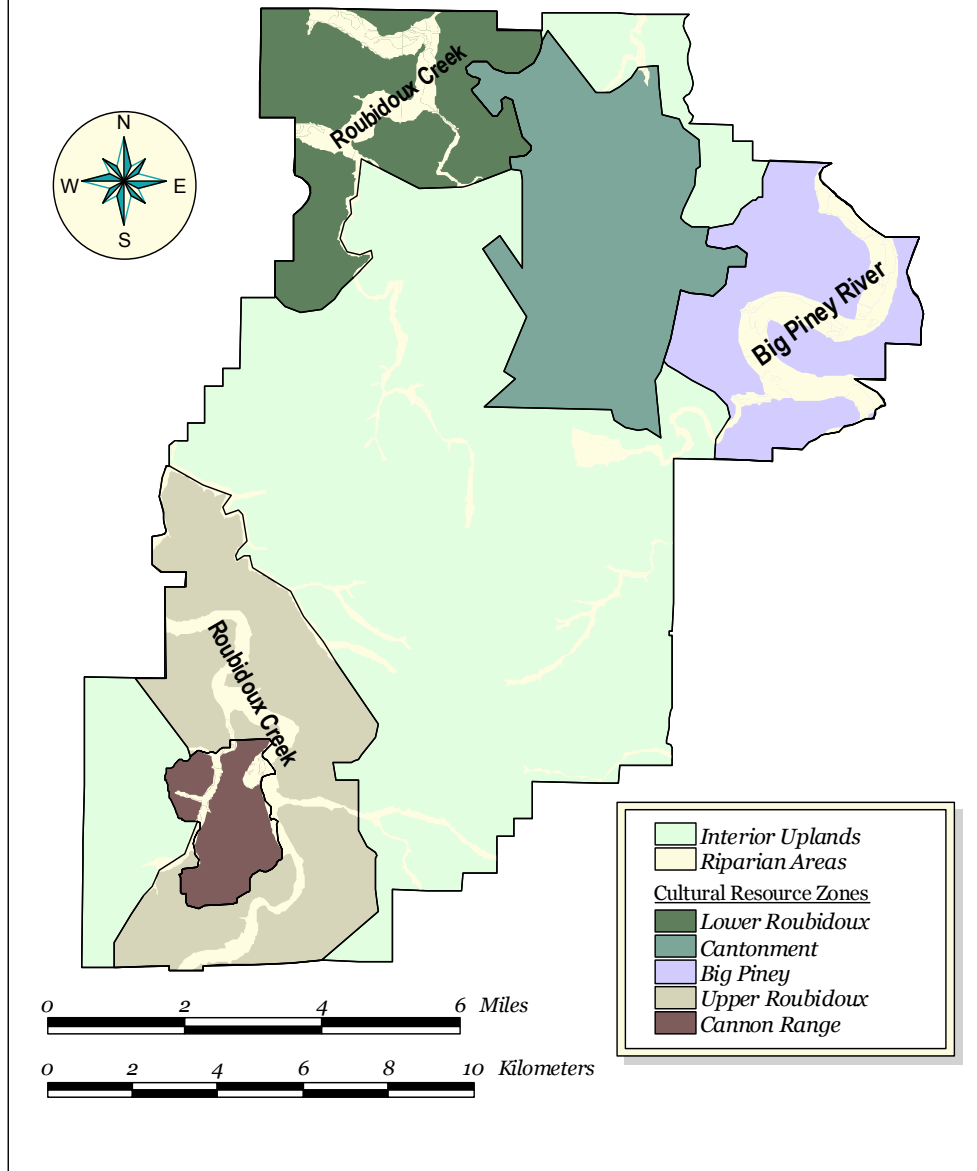 Roubidoux Creek
N
W E
S
Big Piney River
Roubidoux Creek
Interior Uplands
Riparian Areas
Cultural Resource Zones
Lower Roubidoux
Cantonment
Big Piney
Upper Roubidoux
Cannon Range
0 2 4 6 Miles
0 2 4 6 8 10 Kilometers